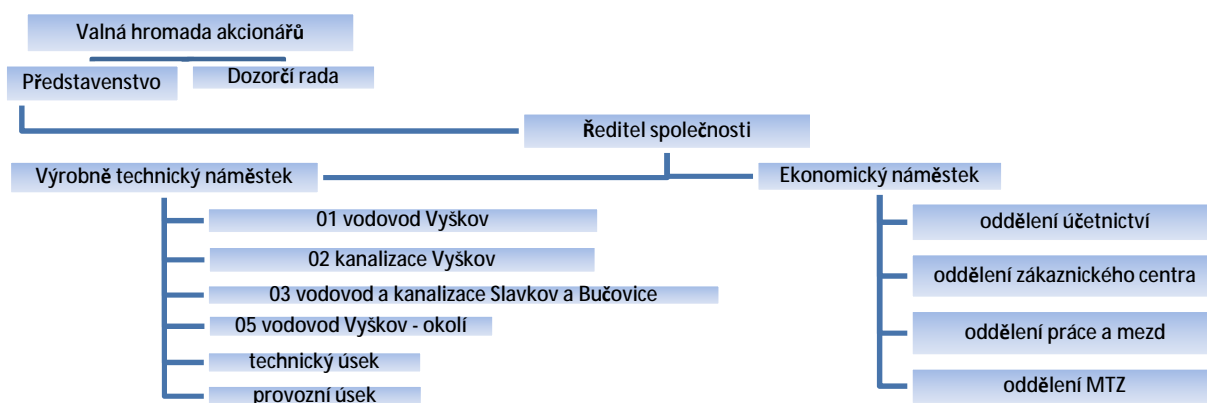 Valná hromada akcionářů
Představenstvo
Dozorčí rada
Ředitel společnosti
Výrobně technický náměstek
Ekonomický náměstek
01 vodovod Vyškov
02 kanalizace Vyškov
03 vodovod a kanalizace Slavkov a Bučovice
05 vodovod Vyškov - okolí
technický úsek
provozní úsek
oddělení účetnictví
oddělení zákaznického centra
oddělení práce a mezd
oddělení MTZ